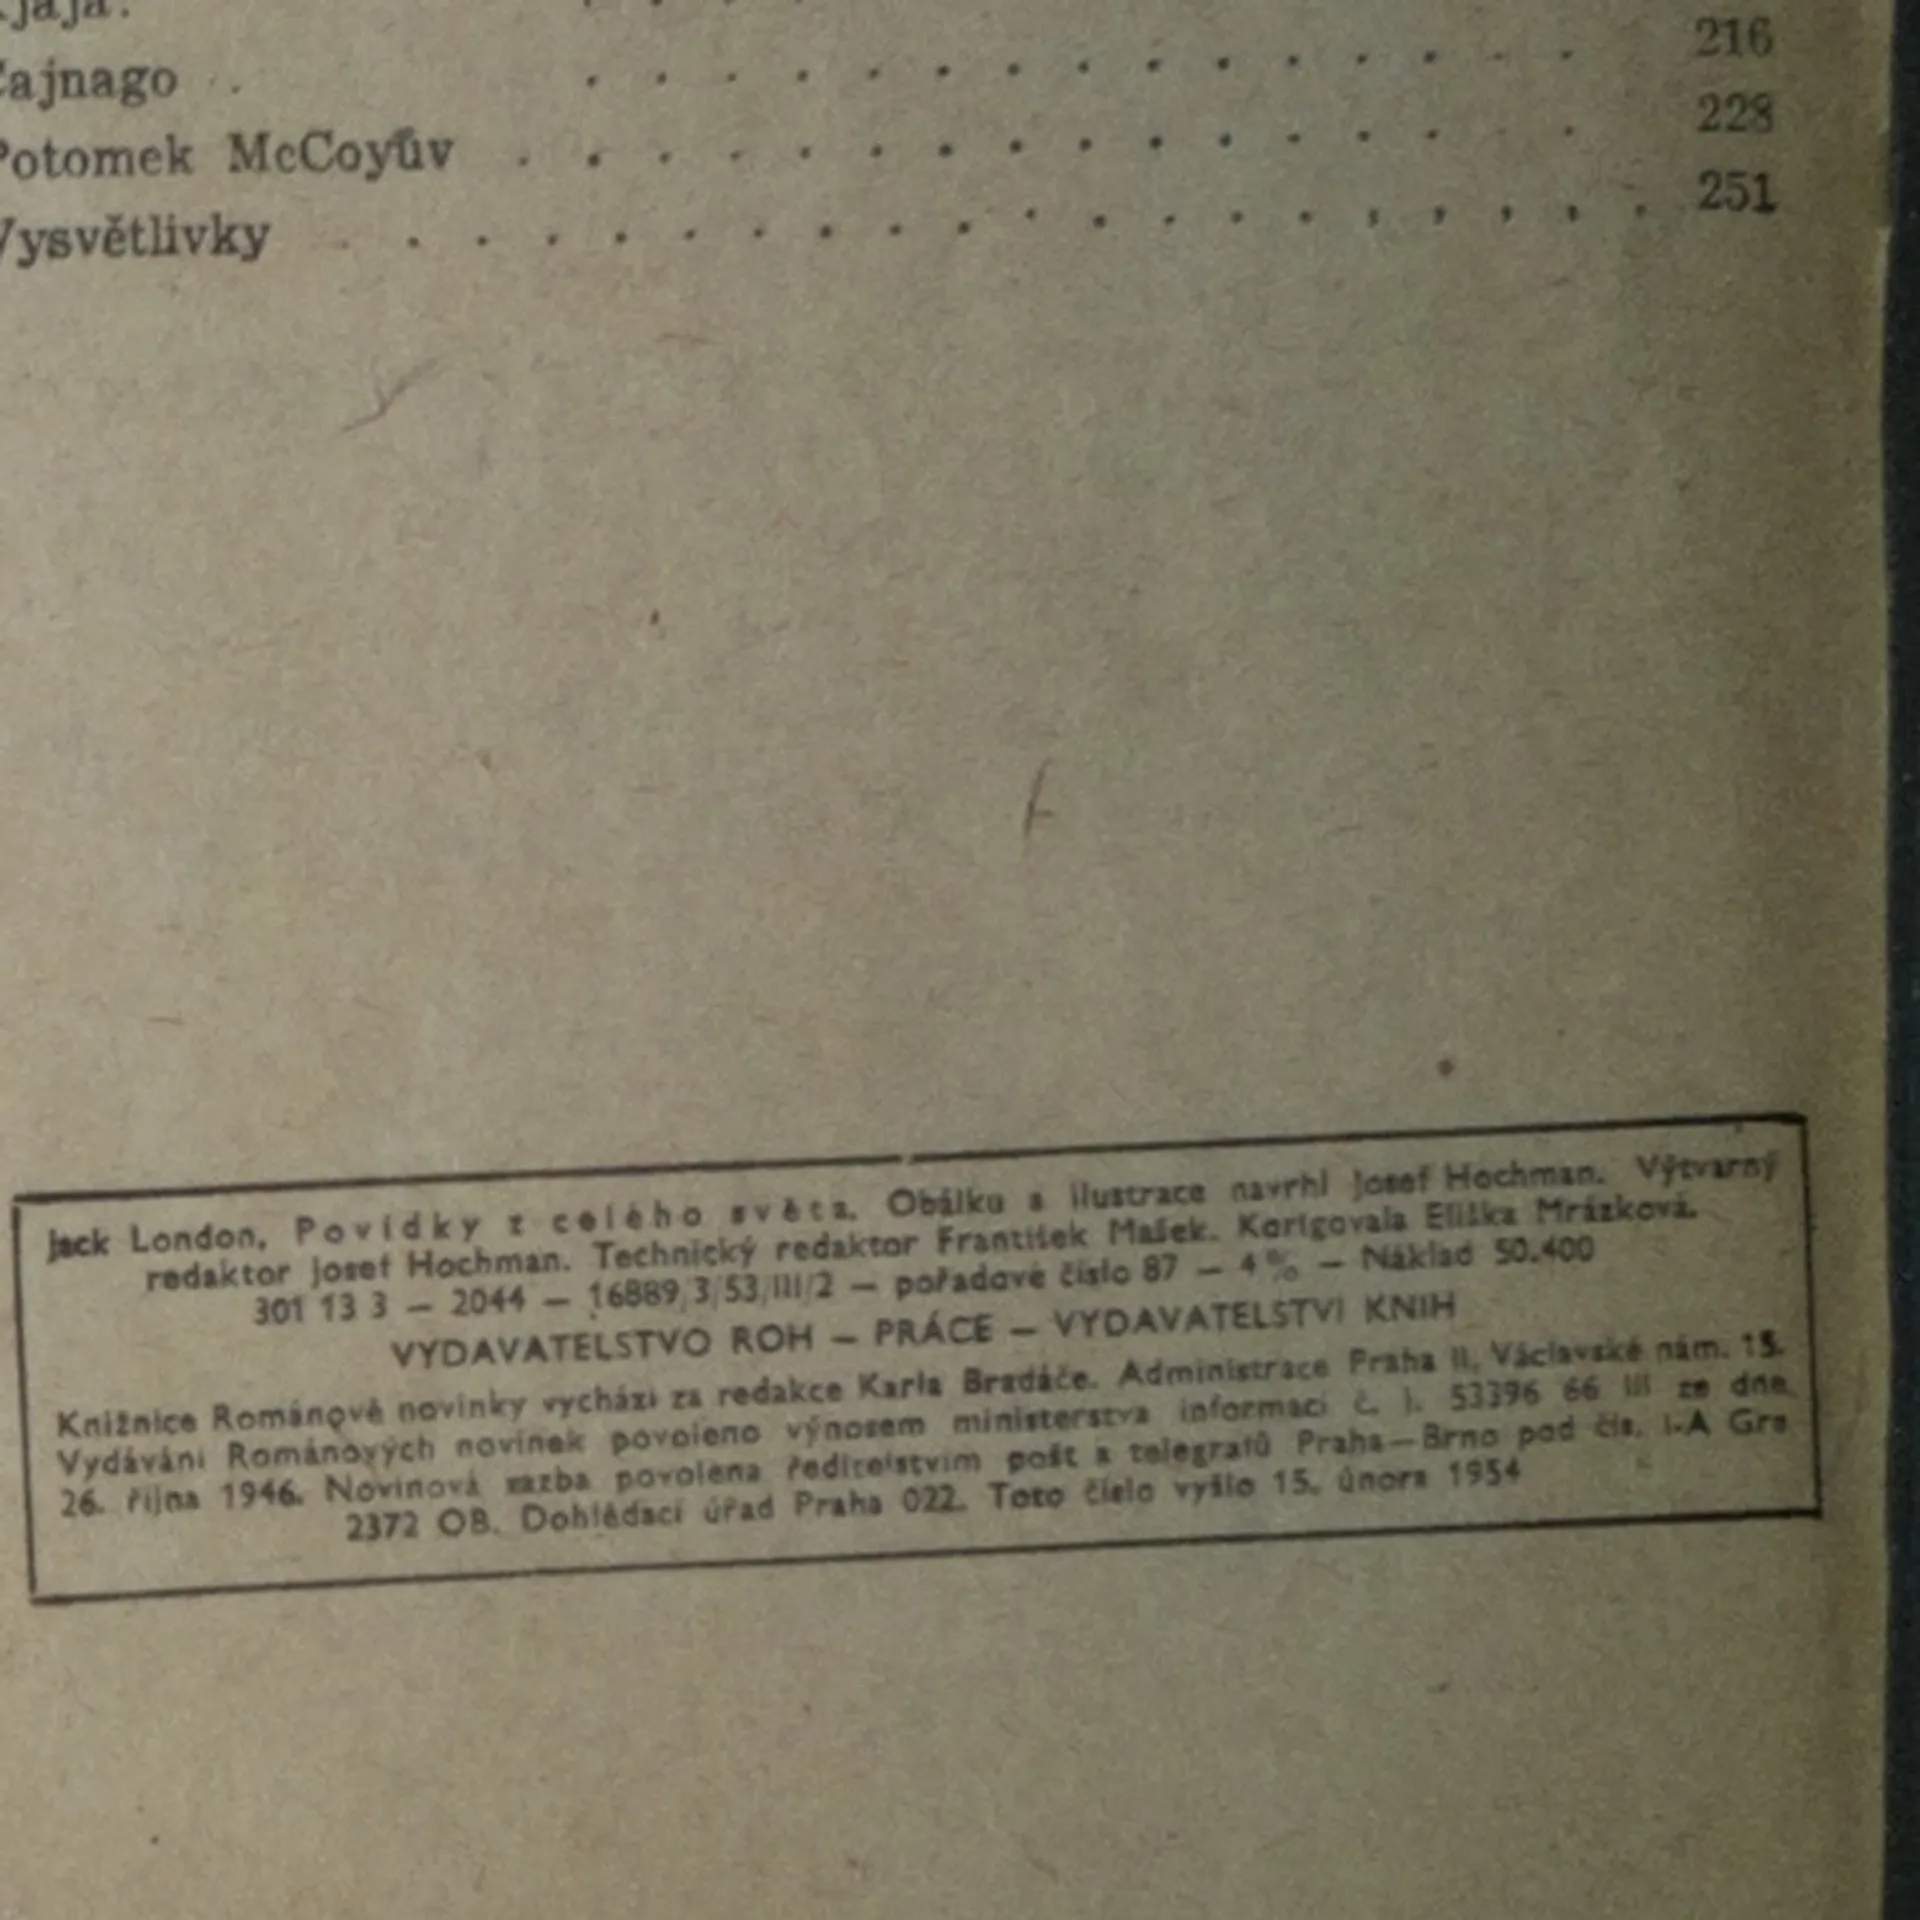 ajnago . . . . . . . . . . . . . . . . 216
Potomek McCoyův . . . . . . . . . . . . . . . . 228
Vysvětlivky . . . . . . . . . . . . . . . . . . . 251
Jack London, Povídky z celého světa. Obálku a ilustrace navrhl Josef Hochman. Výtvarný
redaktor Josef Hochman. Technický redaktor František Mašek. Korigovala Eliška Mrázková.
301 13 3 — 2044 — 16889/3/53/III/2 — pořadové číslo 87 — 4% — Náklad 50.400
VYDAVATELSTVO ROH — PRÁCE — VYDAVATELSTVÍ KNIH
Knižnice Románové novinky vychází za redakce Karla Bradáče. Administrace Praha II, Václavské nám. 15.
Vydávání Románových novinek povoleno výnosem ministerstva informací č. j. 53396 66 III ze dne
26. října 1946. Novinová sazba povolena ředitelstvím pošt a telegrafů Praha—Brno pod čís. I-A Gre
2372 OB. Dohlédací úřad Praha 022. Toto číslo vyšlo 15. února 1954